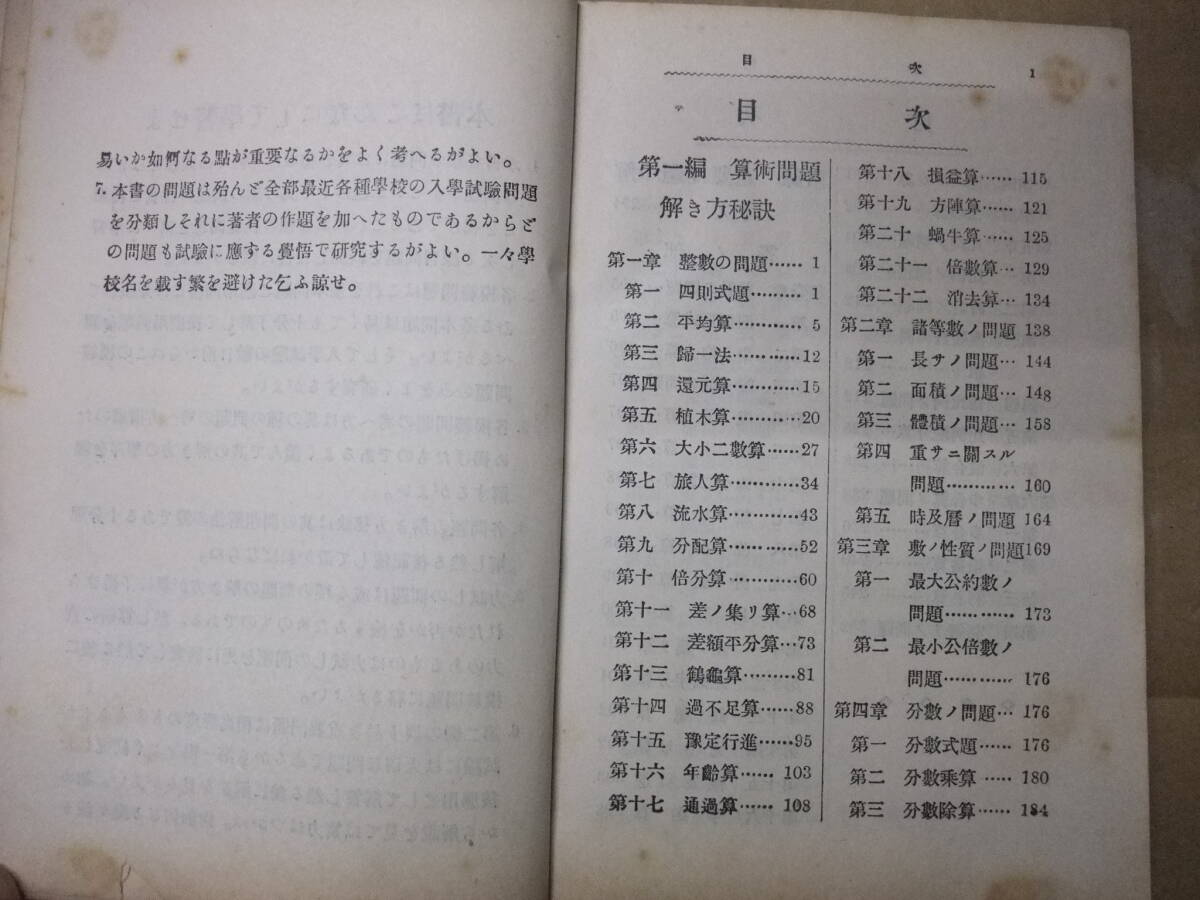 易いか如何なる點が重要なるかをよく考へるがよい。
7. 本書の問題は殆んど全部最近各種學校の入學試驗問題
を分類しそれに著者の作題を加へたものであるからど
の問題も試驗に應ずる覺悟で研究するがよい。一々學
校名を載す繁を避けた乞ふ諒せ。
目 次 1
目 次
第一編 算術問題
解き方秘訣
第一章 整數の問題…… 1
第一 四則式題……… 1
第二 平均算………… 5
第三 歸一法…………12
第四 還元算…………15
第五 植木算…………20
第六 大小二數算……27
第七 旅人算…………34
第八 流水算…………43
第九 分配算…………52
第十 倍分算…………60
第十一 差ノ集リ算…68
第十二 差額平分算…73
第十三 鶴龜算………81
第十四 過不足算……88
第十五 豫定行進……95
第十六 年齡算…… 103
第十七 通過算…… 108
第十八 損益算…… 115
第十九 方陣算…… 121
第二十 蝸牛算…… 125
第二十一 倍數算… 129
第二十二 消去算… 134
第二章 諸等數ノ問題 138
第一 長サノ問題… 144
第二 面積ノ問題… 148
第三 體積ノ問題… 158
第四 重サニ關スル
問題………… 160
第五 時及曆ノ問題 164
第三章 數ノ性質ノ問題169
第一 最大公約數ノ
問題………… 173
第二 最小公倍數ノ
問題………… 176
第四章 分數ノ問題… 176
第一 分數式題…… 176
第二 分數乘算…… 180
第三 分數除算…… 184